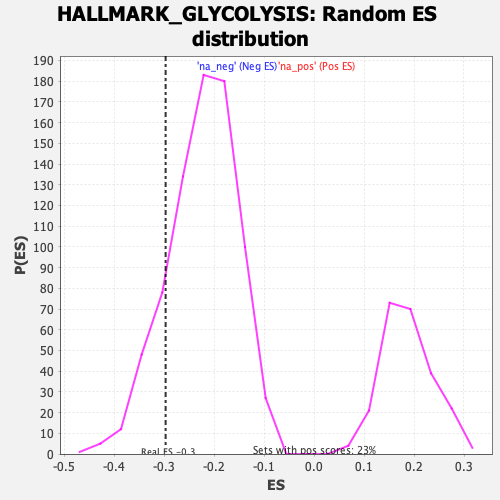 HALLMARK_GLYCOLYSIS: Random ES
distribution
'na_neg' (Neg ES)'na_pos' (Pos ES)
190
180
170
160
150
140
130
120
110
100
90
80
70
60
50
40
30
20
10
0
P(ES)
Real ES -0.3
Sets with pos scores: 23%
-0.5 -0.4 -0.3 -0.2 -0.1 0.0 0.1 0.2 0.3
ES